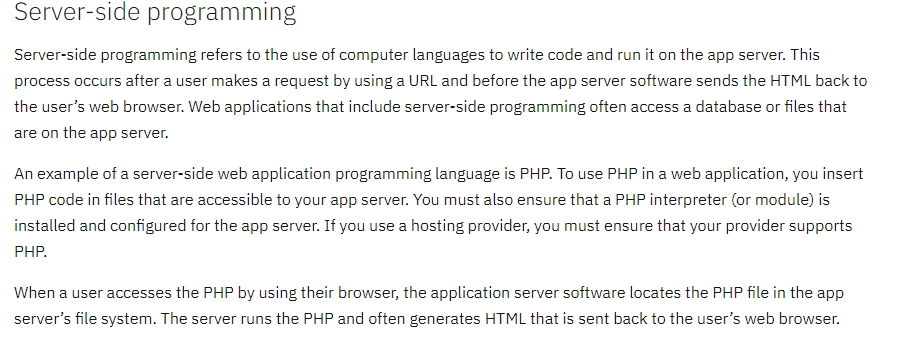 Server-side programming
Server-side programming refers to the use of computer languages to write code and run it on the app server. This
process occurs after a user makes a request by using a URL and before the app server software sends the HTML back to
the user’s web browser. Web applications that include server-side programming often access a database or files that
are on the app server.
An example of a server-side web application programming language is PHP. To use PHP in a web application, you insert
PHP code in files that are accessible to your app server. You must also ensure that a PHP interpreter (or module) is
installed and configured for the app server. If you use a hosting provider, you must ensure that your provider supports
PHP.
When a user accesses the PHP by using their browser, the application server software locates the PHP file in the app
server’s file system. The server runs the PHP and often generates HTML that is sent back to the user’s web browser.